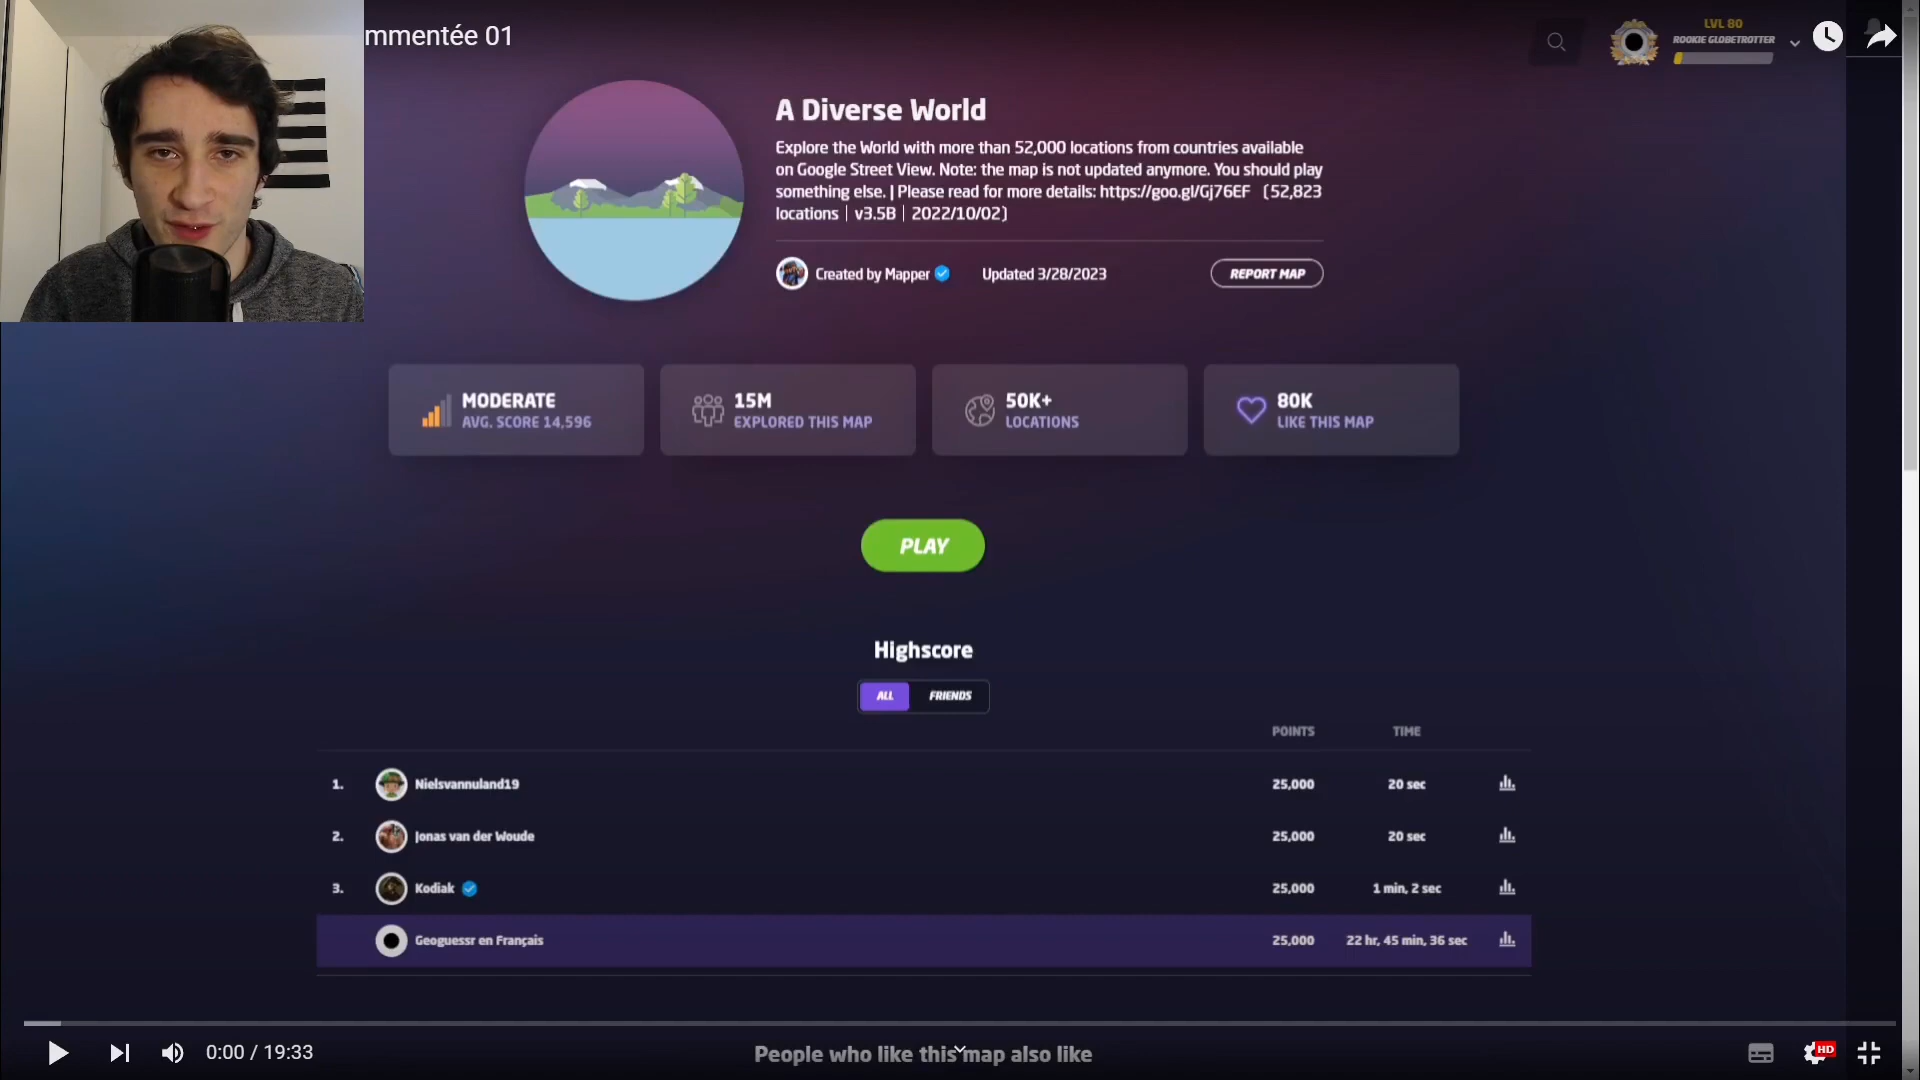 mmentée 01
LVL 80
ROOKIE GLOBETROTTER
A Diverse World
Explore the World with more than 52,000 locations from countries available
on Google Street View. Note: the map is not updated anymore. You should play
something else. | Please read for more details: https://goo.gl/Gj76EF (52,823
locations | v3.5B | 2022/10/02)
Created by Mapper
Updated 3/28/2023
REPORT MAP
MODERATE
AVG. SCORE 14,596
15M
EXPLORED THIS MAP
50K+
LOCATIONS
80K
LIKE THIS MAP
PLAY
Highscore
ALL
FRIENDS
POINTS
TIME
1. Nielsvannuland19 25,000 20 sec
2. Jonas van der Woude 25,000 20 sec
3. Kodiak 25,000 1 min, 2 sec
Geoguessr en Français 25,000 22 hr, 45 min, 36 sec
0:00 / 19:33
People who like this map also like
HD